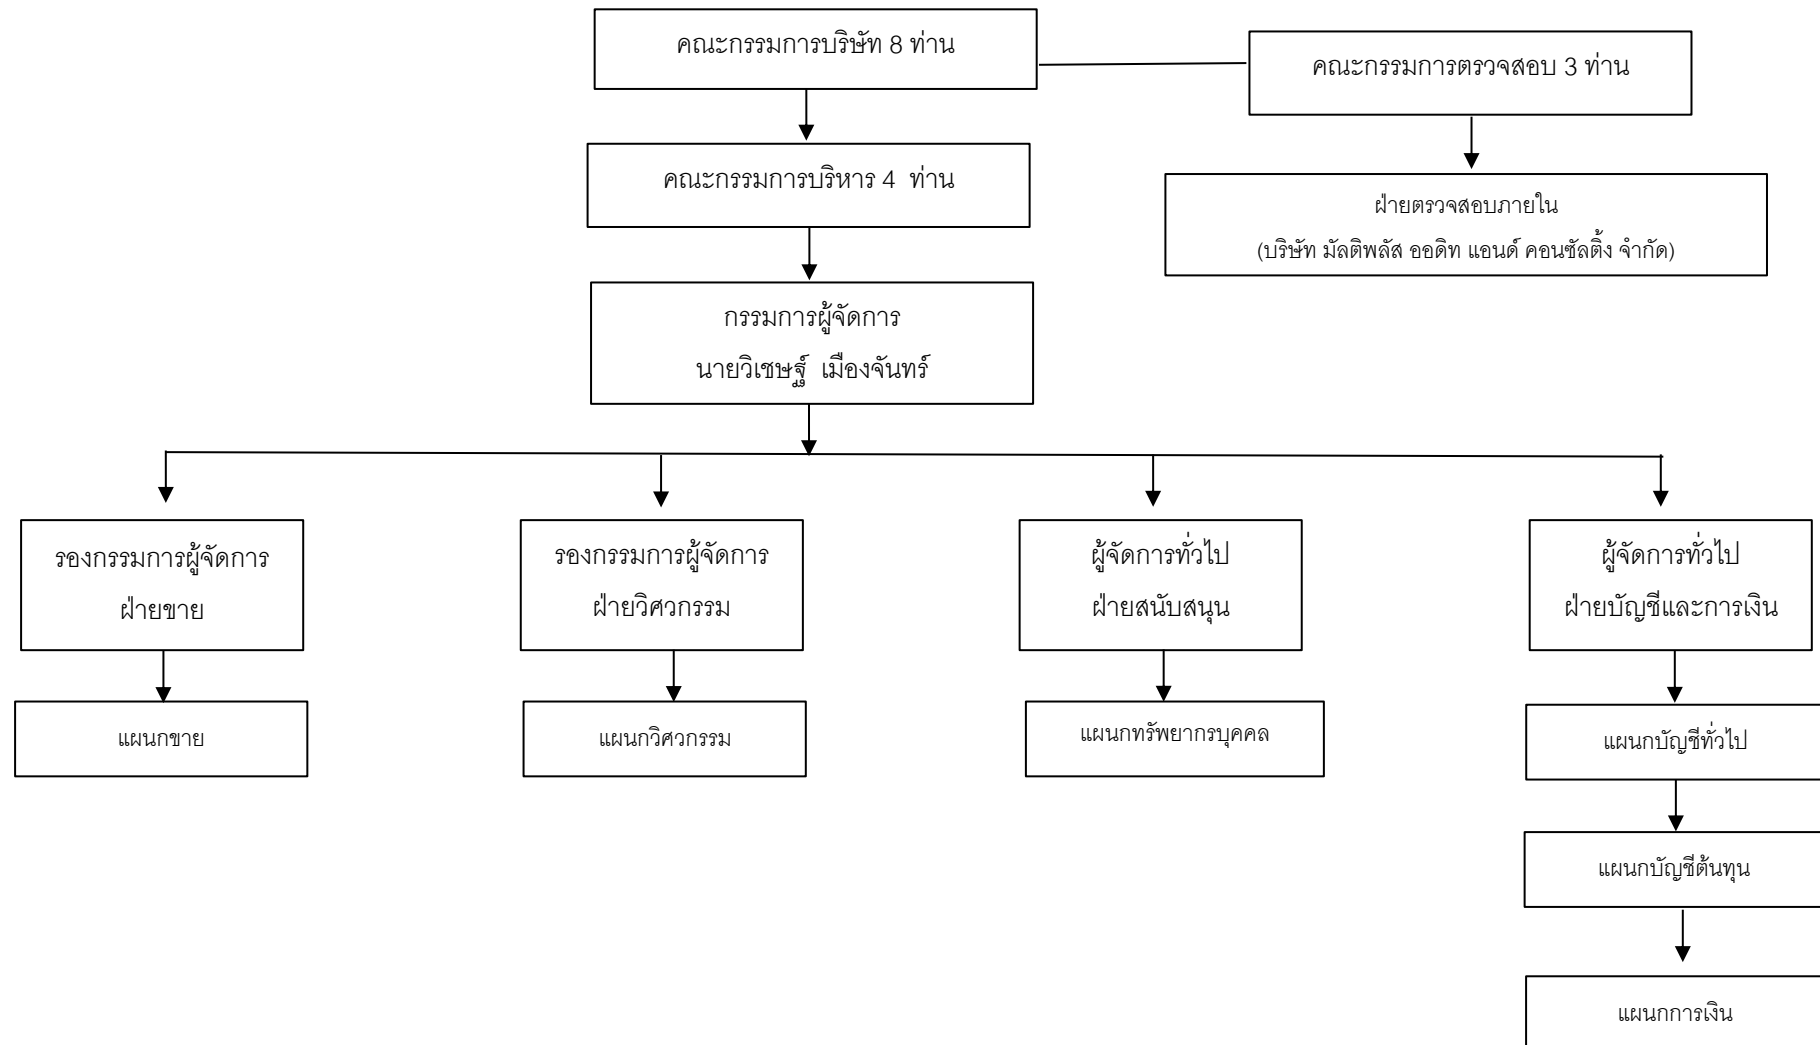 คณะกรรมการบริษัท 8 ท่าน
คณะกรรมการตรวจสอบ 3 ท่าน
คณะกรรมการบริหาร 4 ท่าน
ฝ่ายตรวจสอบภายใน
(บริษัท มัลติพลัส ออดิท แอนด์ คอนซัลติ้ง จำกัด)
กรรมการผู้จัดการ
นายวิเชษฐ์ เมืองจันทร์
รองกรรมการผู้จัดการ
ฝ่ายขาย
รองกรรมการผู้จัดการ
ฝ่ายวิศวกรรม
ผู้จัดการทั่วไป
ฝ่ายสนับสนุน
ผู้จัดการทั่วไป
ฝ่ายบัญชีและการเงิน
แผนกขาย
แผนกวิศวกรรม
แผนกทรัพยากรบุคคล
แผนกบัญชีทั่วไป
แผนกบัญชีต้นทุน
แผนกการเงิน